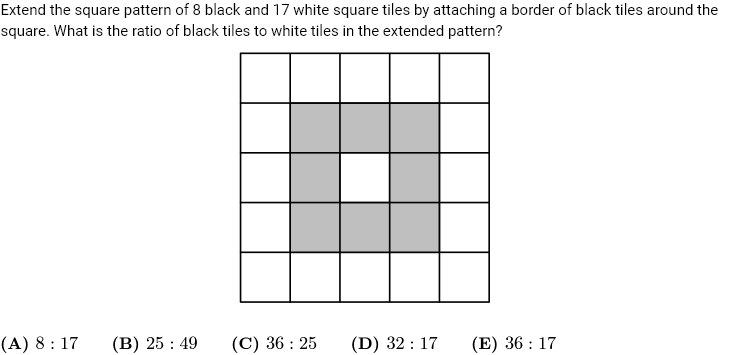 Extend the square pattern of 8 black and 17 white square tiles by attaching a border of black tiles around the
square. What is the ratio of black tiles to white tiles in the extended pattern?
(A) 8 : 17 (B) 25 : 49 (C) 36 : 25 (D) 32 : 17 (E) 36 : 17